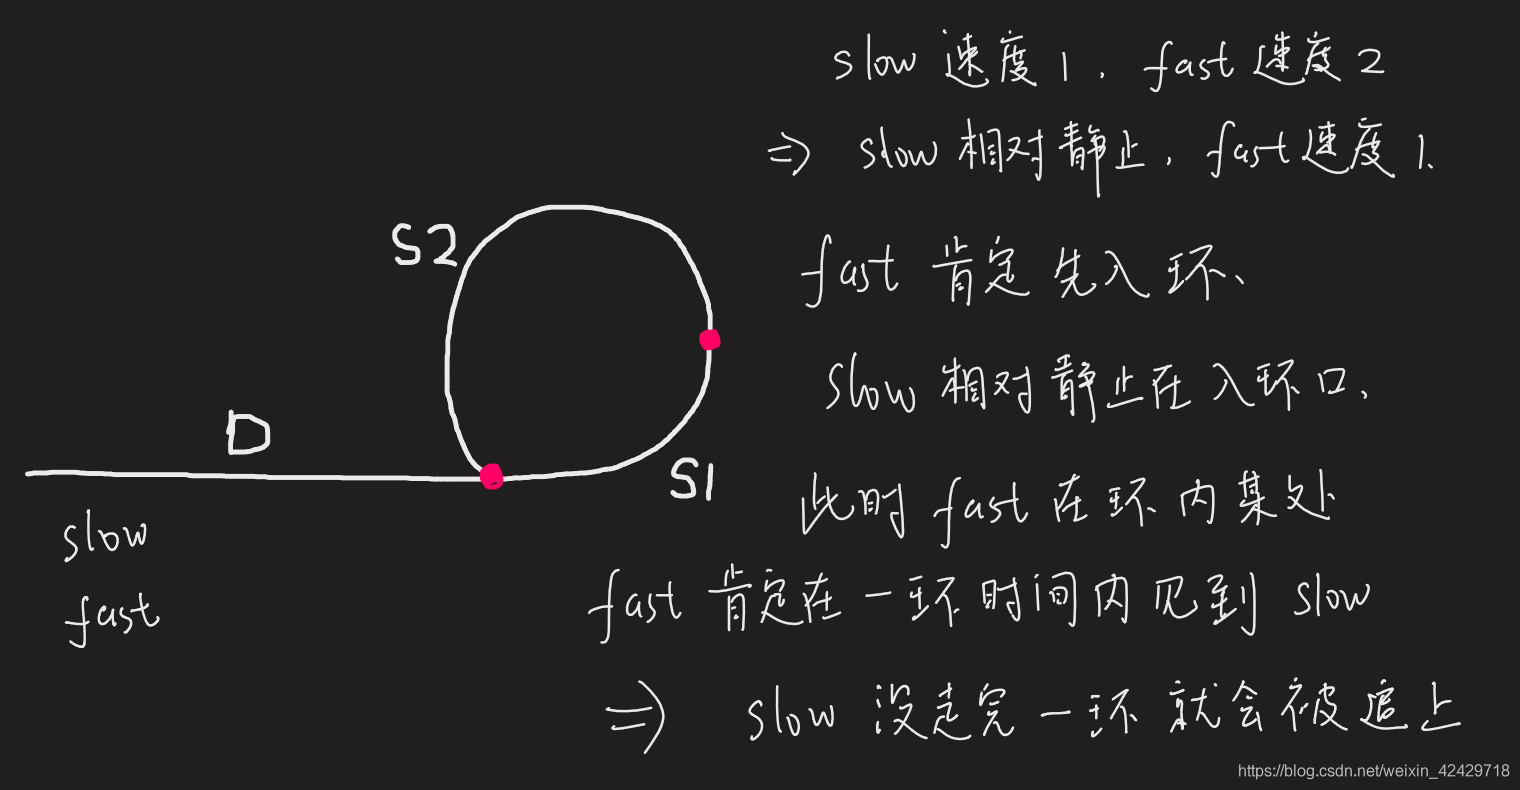 slow 速度 1, fast 速度 2
=> slow 相对静止, fast 速度 1.
fast 肯定先入环、
S2
slow 相对静止在入环口,
D
S1
此时 fast 在环内某处
slow
fast 肯定在一环时间内见到 slow
fast
=> slow 没走完一环就会被追上
https://blog.csdn.net/weixin_42429718